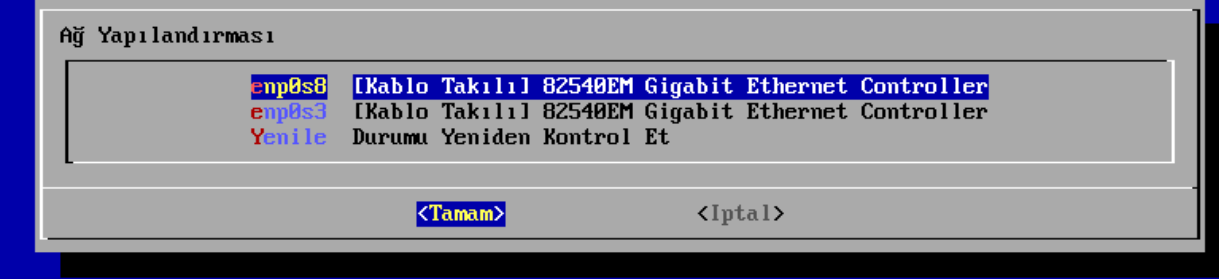 Ağ Yapılandırması
enp0s8 [Kablo Takılı] 82540EM Gigabit Ethernet Controller
enp0s3 [Kablo Takılı] 82540EM Gigabit Ethernet Controller
Yenile Durumu Yeniden Kontrol Et
<Tamam> <Iptal>